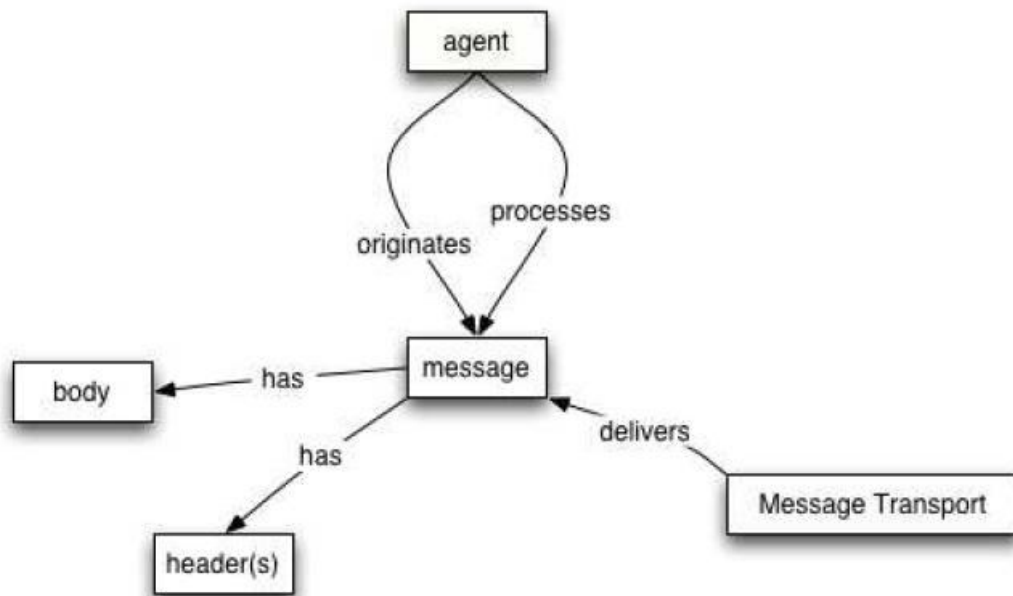 agent
processes
originates
message
has
body
delivers
has
Message Transport
header(s)